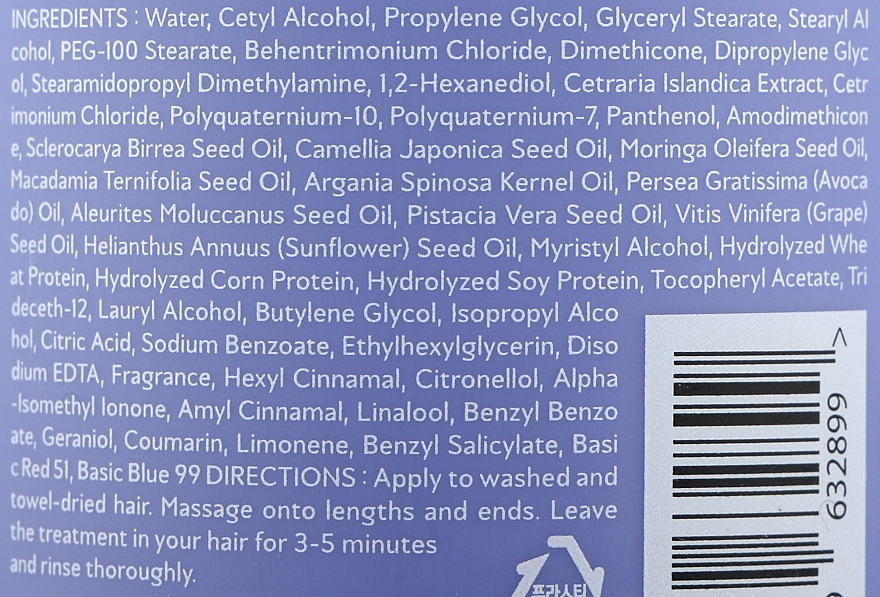 INGREDIENTS : Water, Cetyl Alcohol, Propylene Glycol, Glyceryl Stearate, Stearyl Al
cohol, PEG-100 Stearate, Behentrimonium Chloride, Dimethicone, Dipropylene Glyc
ol, Stearamidopropyl Dimethylamine, 1,2-Hexanediol, Cetraria Islandica Extract, Cetr
imonium Chloride, Polyquaternium-10, Polyquaternium-7, Panthenol, Amodimethicon
e, Sclerocarya Birrea Seed Oil, Camellia Japonica Seed Oil, Moringa Oleifera Seed Oil,
Macadamia Ternifolia Seed Oil, Argania Spinosa Kernel Oil, Persea Gratissima (Avoca
do) Oil, Aleurites Moluccanus Seed Oil, Pistacia Vera Seed Oil, Vitis Vinifera (Grape)
Seed Oil, Helianthus Annuus (Sunflower) Seed Oil, Myristyl Alcohol, Hydrolyzed Whe
at Protein, Hydrolyzed Corn Protein, Hydrolyzed Soy Protein, Tocopheryl Acetate, Tri
deceth-12, Lauryl Alcohol, Butylene Glycol, Isopropyl Alco
hol, Citric Acid, Sodium Benzoate, Ethylhexylglycerin, Diso
dium EDTA, Fragrance, Hexyl Cinnamal, Citronellol, Alpha
-Isomethyl Ionone, Amyl Cinnamal, Linalool, Benzyl Benzo
ate, Geraniol, Coumarin, Limonene, Benzyl Salicylate, Basi
c Red 51, Basic Blue 99 DIRECTIONS : Apply to washed and
towel-dried hair. Massage onto lengths and ends. Leave
the treatment in your hair for 3-5 minutes
and rinse thoroughly.
632899 >
플라스틱